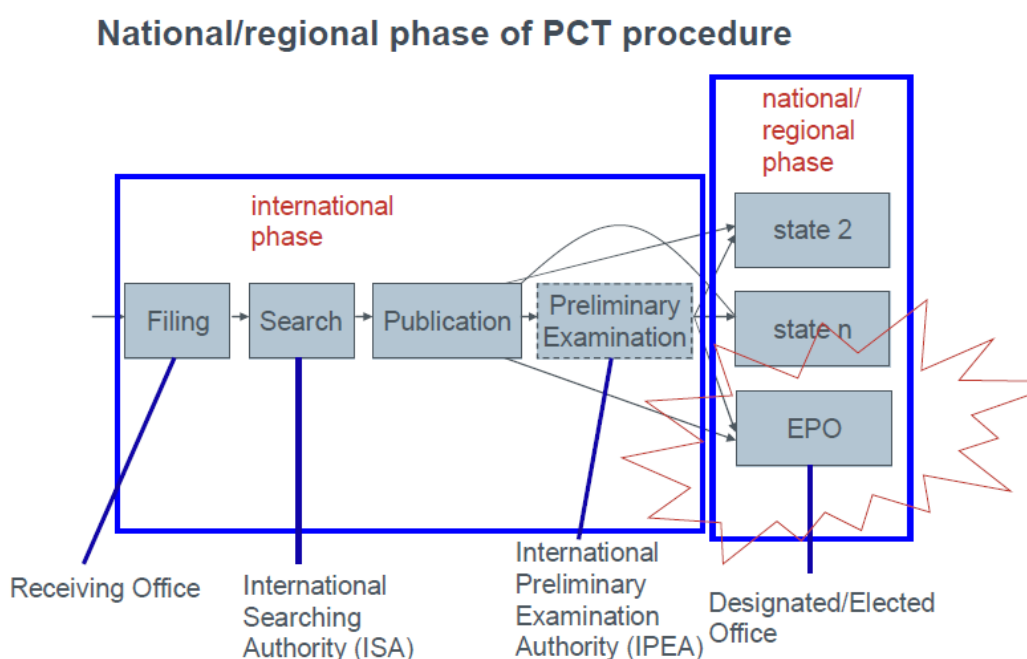 National/regional phase of PCT procedure
national/
regional
phase
international
phase
state 2
Filing
Search
Publication
Preliminary
Examination
state n
EPO
Receiving Office
International
Searching
Authority (ISA)
International
Preliminary
Examination
Authority (IPEA)
Designated/Elected
Office